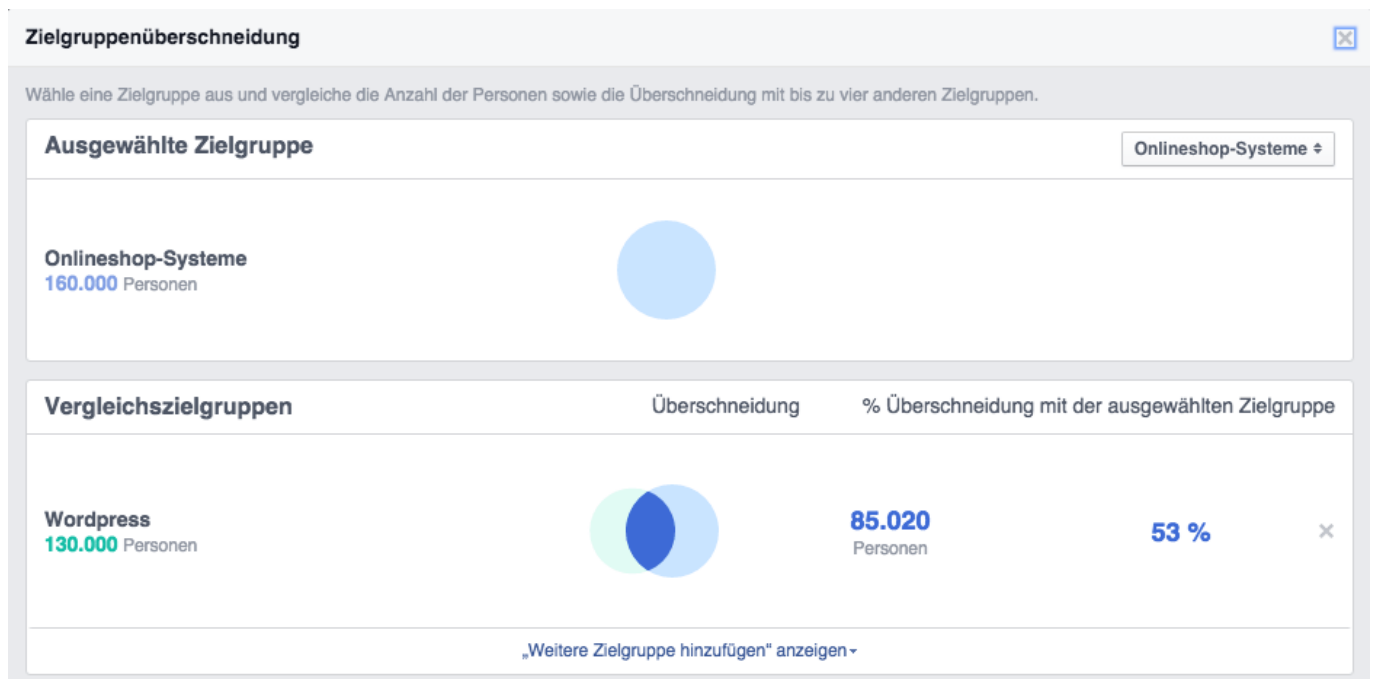 Zielgruppenüberschneidung
Wähle eine Zielgruppe aus und vergleiche die Anzahl der Personen sowie die Überschneidung mit bis zu vier anderen Zielgruppen.
Ausgewählte Zielgruppe
Onlineshop-Systeme
Onlineshop-Systeme
160.000 Personen
Vergleichszielgruppen
Überschneidung
% Überschneidung mit der ausgewählten Zielgruppe
Wordpress
130.000 Personen
85.020
Personen
53 %
„Weitere Zielgruppe hinzufügen" anzeigen